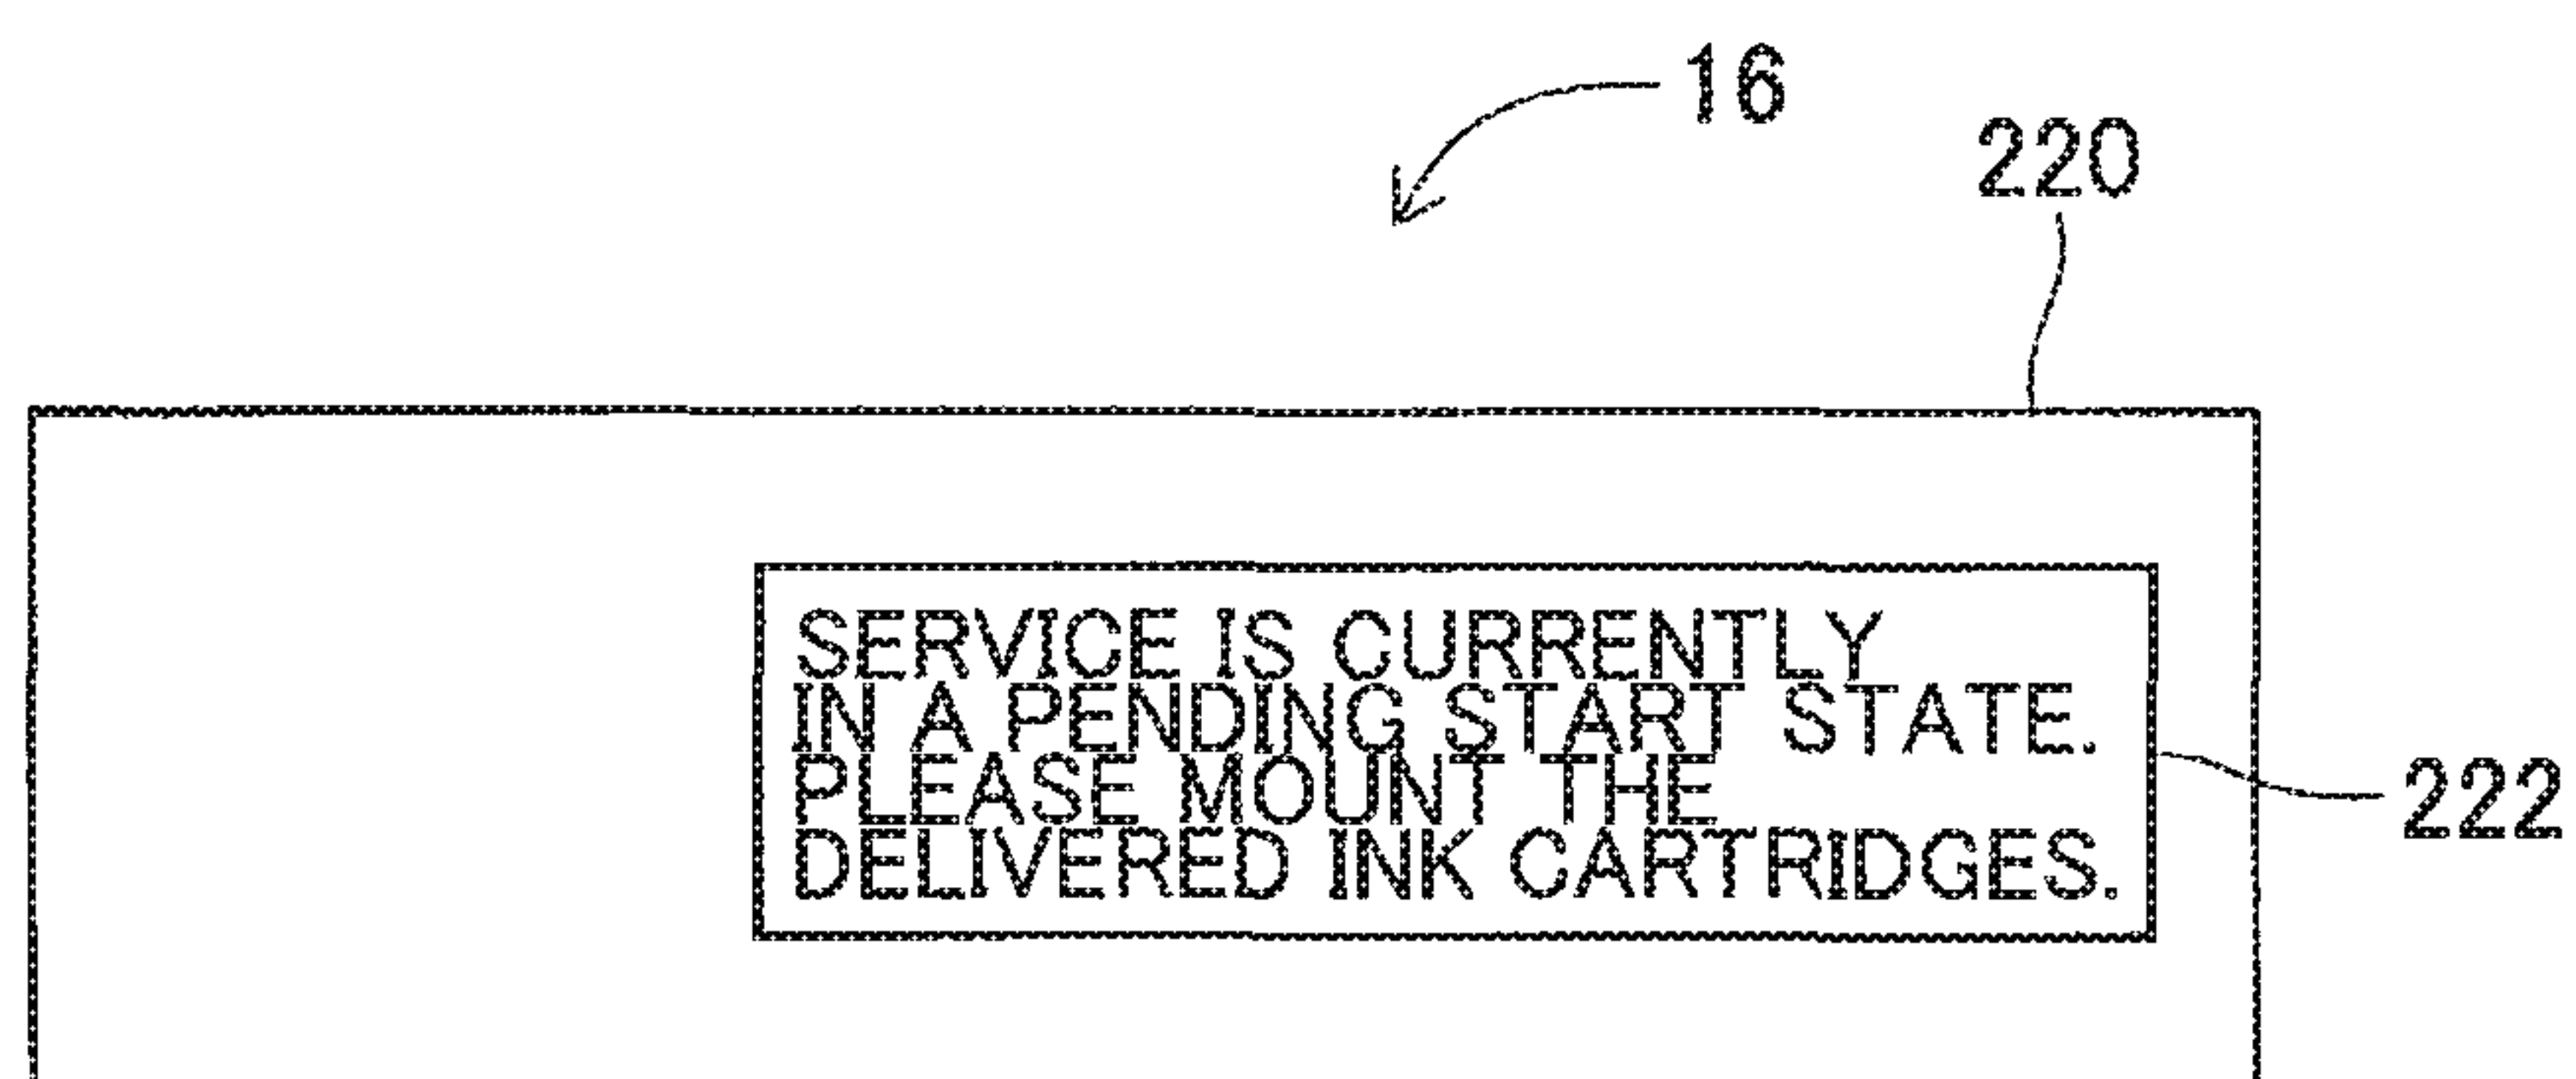 16
220
SERVICE IS CURRENTLY
IN A PENDING START STATE.
PLEASE MOUNT THE
DELIVERED INK CARTRIDGES.
222